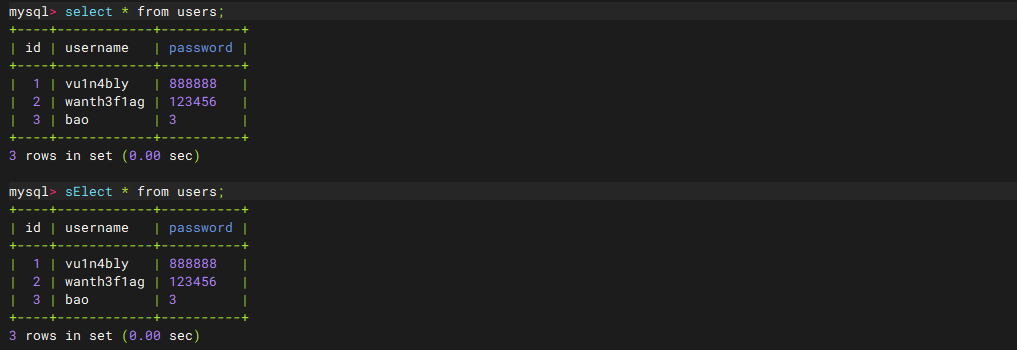 mysql> select * from users;
+----+------------+----------+
| id | username   | password |
+----+------------+----------+
|  1 | vu1n4bly   | 888888   |
|  2 | wanth3f1ag | 123456   |
|  3 | bao        | 3        |
+----+------------+----------+
3 rows in set (0.00 sec)
mysql> sElect * from users;
+----+------------+----------+
| id | username   | password |
+----+------------+----------+
|  1 | vu1n4bly   | 888888   |
|  2 | wanth3f1ag | 123456   |
|  3 | bao        | 3        |
+----+------------+----------+
3 rows in set (0.00 sec)